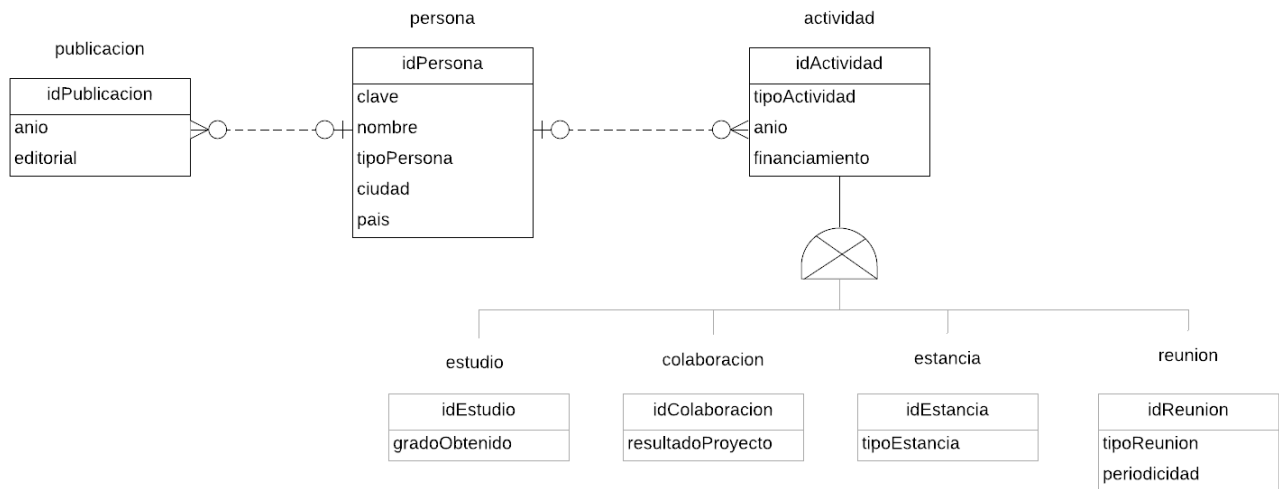 publicacion
idPublicacion
anio
editorial
persona
idPersona
clave
nombre
tipoPersona
ciudad
pais
actividad
idActividad
tipoActividad
anio
financiamiento
estudio
idEstudio
gradoObtenido
colaboracion
idColaboracion
resultadoProyecto
estancia
idEstancia
tipoEstancia
reunion
idReunion
tipoReunion
periodicidad